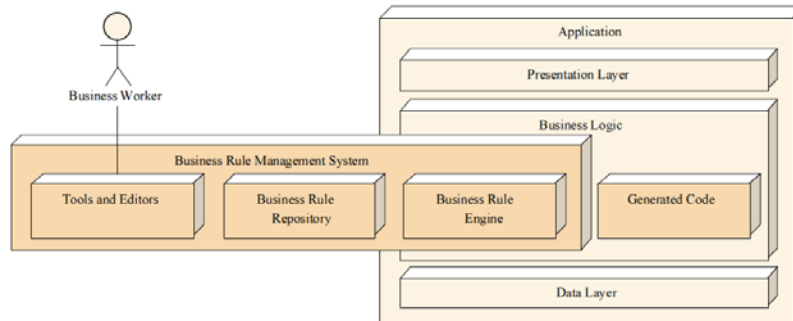 Application
Presentation Layer
Business Worker
Business Logic
Business Rule Management System
Tools and Editors
Business Rule
Repository
Business Rule
Engine
Generated Code
Data Layer